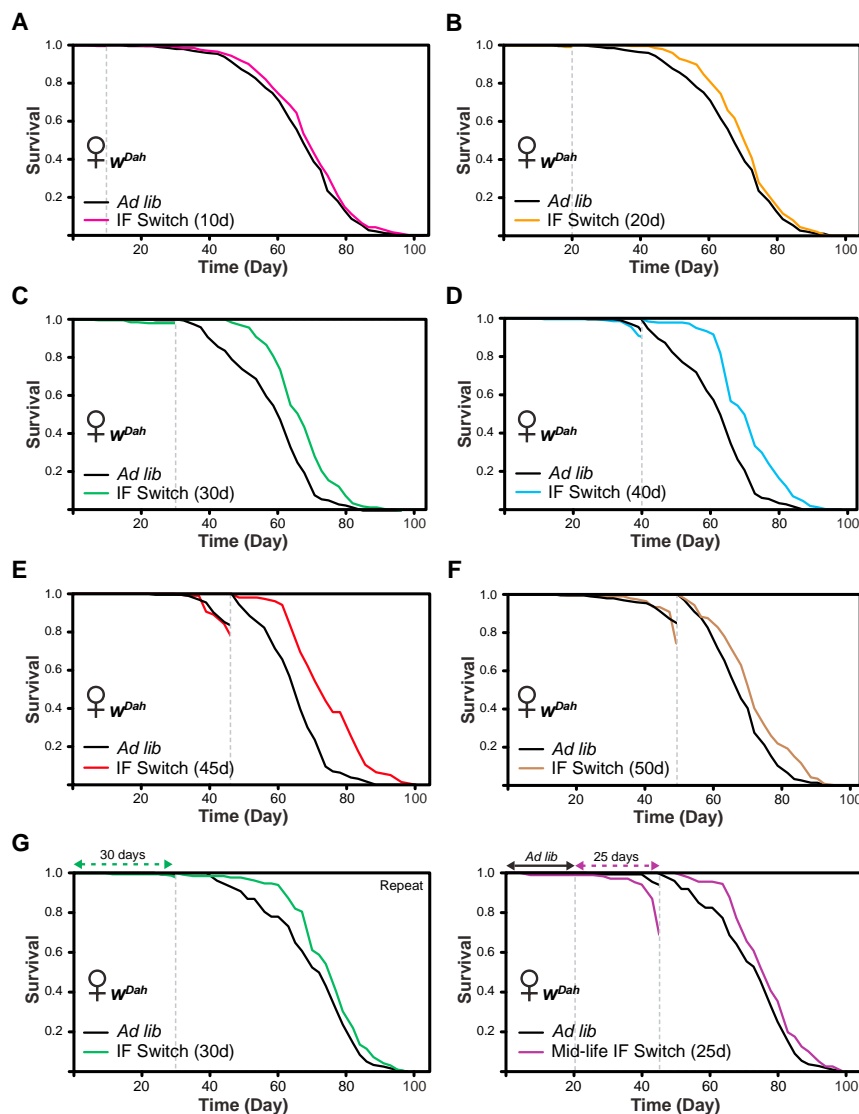 A
1.0
0.8
0.6
0.4
0.2
Survival
♀ wDah
Ad lib
IF Switch (10d)
20 40 60 80 100
Time (Day)
B
1.0
0.8
0.6
0.4
0.2
Survival
♀ wDah
Ad lib
IF Switch (20d)
20 40 60 80 100
Time (Day)
C
1.0
0.8
0.6
0.4
0.2
Survival
♀ wDah
Ad lib
IF Switch (30d)
20 40 60 80 100
Time (Day)
D
1.0
0.8
0.6
0.4
0.2
Survival
♀ wDah
Ad lib
IF Switch (40d)
20 40 60 80 100
Time (Day)
E
1.0
0.8
0.6
0.4
0.2
Survival
♀ wDah
Ad lib
IF Switch (45d)
20 40 60 80 100
Time (Day)
F
1.0
0.8
0.6
0.4
0.2
Survival
♀ wDah
Ad lib
IF Switch (50d)
20 40 60 80 100
Time (Day)
G
30 days
Repeat
1.0
0.8
0.6
0.4
0.2
Survival
♀ wDah
Ad lib
IF Switch (30d)
20 40 60 80 100
Time (Day)
Ad lib 25 days
1.0
0.8
0.6
0.4
0.2
Survival
♀ wDah
Ad lib
Mid-life IF Switch (25d)
20 40 60 80 100
Time (Day)